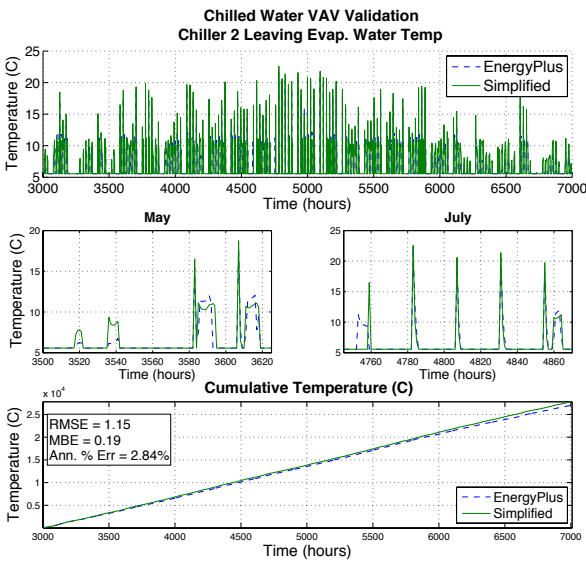 Chilled Water VAV Validation
Chiller 2 Leaving Evap. Water Temp
Temperature (C)
25
20
15
10
5
EnergyPlus
Simplified
3000 3500 4000 4500 5000 5500 6000 6500 7000
Time (hours)
May
July
Temperature (C)
20
15
10
5
3500 3520 3540 3560 3580 3600 3620
Time (hours)
25
20
15
10
5
4760 4780 4800 4820 4840 4860
Time (hours)
Cumulative Temperature (C)
x 10^4
Temperature (C)
2.5
2
1.5
1
0.5
RMSE = 1.15
MBE = 0.19
Ann. % Err = 2.84%
EnergyPlus
Simplified
3000 3500 4000 4500 5000 5500 6000 6500 7000
Time (hours)